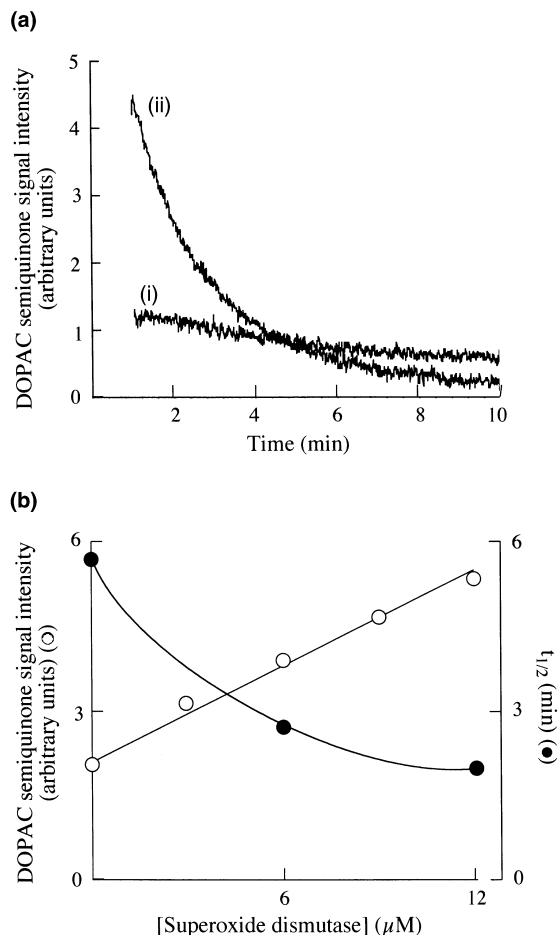 (a)
DOPAC semiquinone signal intensity
(arbitrary units)
5
4
3
2
1
0
(ii)
(i)
2 4 6 8 10
Time (min)
(b)
DOPAC semiquinone signal intensity
(arbitrary units) (○)
6
3
0
6
3
0
t1/2 (min) (●)
6 12
[Superoxide dismutase] (μM)